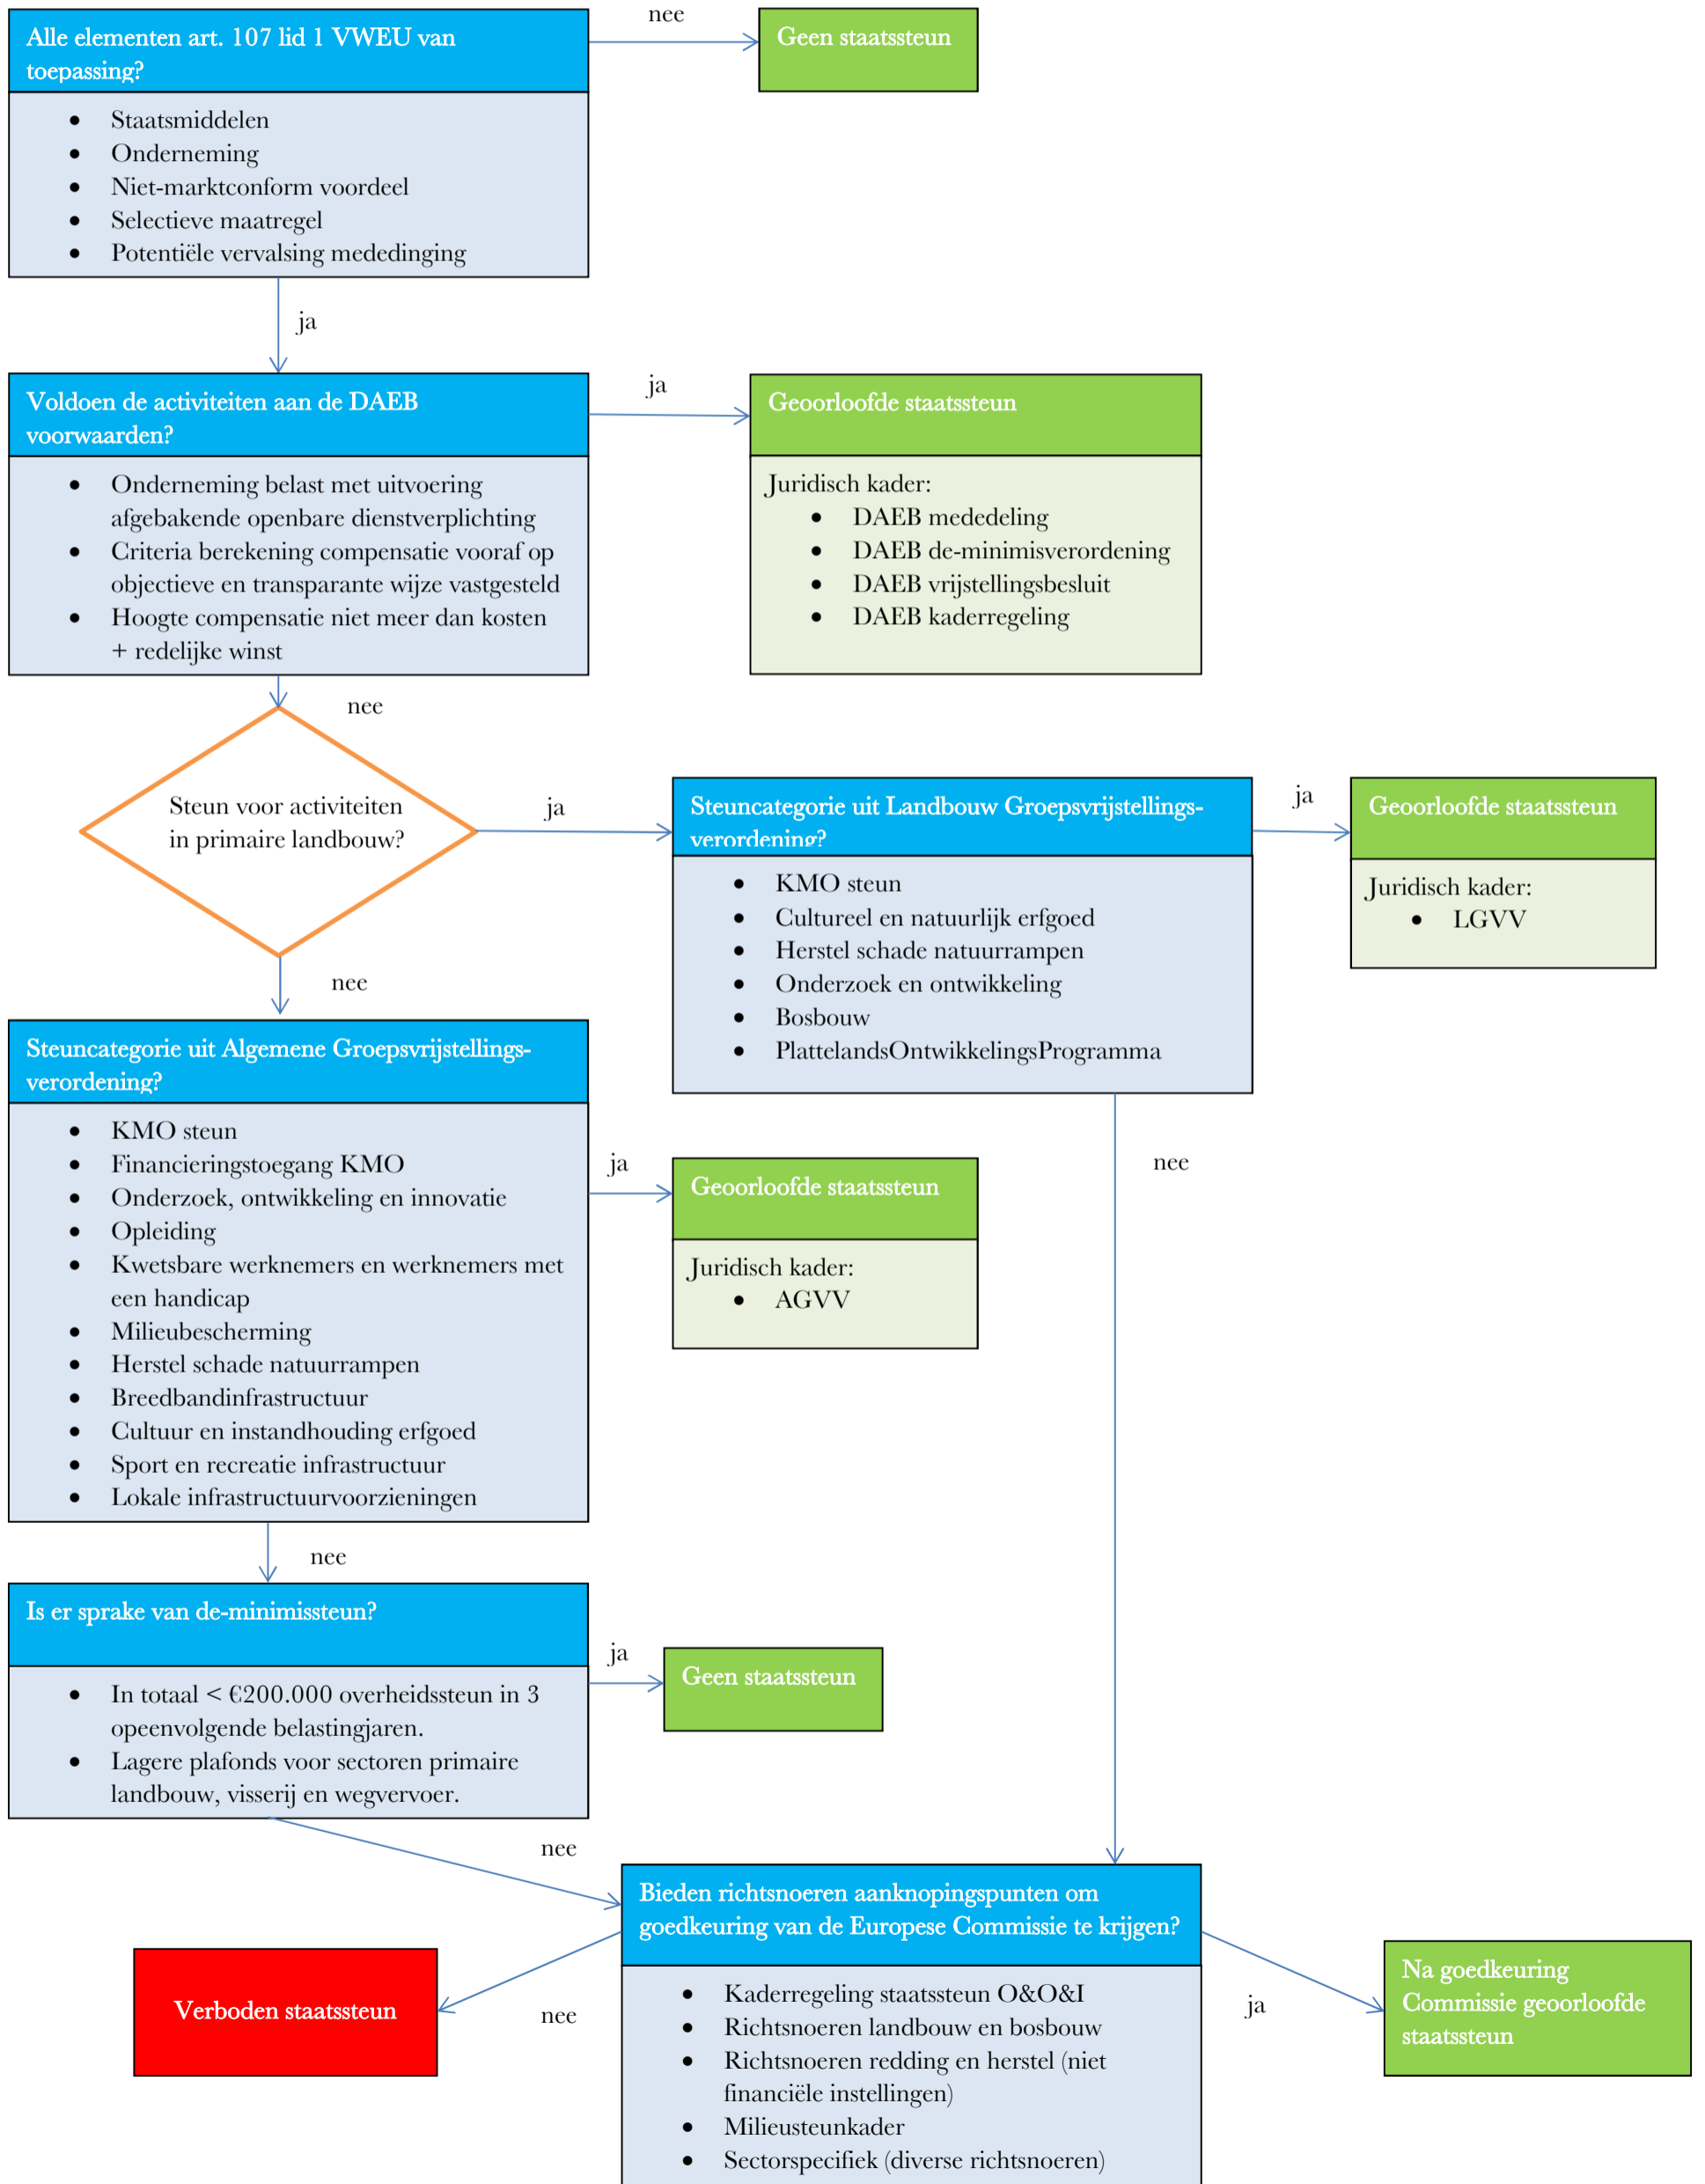 Alle elementen art. 107 lid 1 VWEU van
toepassing?
• Staatsmiddelen
• Onderneming
• Niet-marktconform voordeel
• Selectieve maatregel
• Potentiële vervalsing mededinging
nee
Geen staatssteun
ja
Voldoen de activiteiten aan de DAEB
voorwaarden?
• Onderneming belast met uitvoering
afgebakende openbare dienstverplichting
• Criteria berekening compensatie vooraf op
objectieve en transparante wijze vastgesteld
• Hoogte compensatie niet meer dan kosten
+ redelijke winst
ja
Geoorloofde staatssteun
Juridisch kader:
• DAEB mededeling
• DAEB de-minimisverordening
• DAEB vrijstellingsbesluit
• DAEB kaderregeling
nee
Steun voor activiteiten
in primaire landbouw?
ja
Steuncategorie uit Landbouw Groepsvrijstellings-
verordening?
• KMO steun
• Cultureel en natuurlijk erfgoed
• Herstel schade natuurrampen
• Onderzoek en ontwikkeling
• Bosbouw
• PlattelandsOntwikkelingsProgramma
ja
Geoorloofde staatssteun
Juridisch kader:
• LGVV
nee
Steuncategorie uit Algemene Groepsvrijstellings-
verordening?
• KMO steun
• Financieringstoegang KMO
• Onderzoek, ontwikkeling en innovatie
• Opleiding
• Kwetsbare werknemers en werknemers met
een handicap
• Milieubescherming
• Herstel schade natuurrampen
• Breedbandinfrastructuur
• Cultuur en instandhouding erfgoed
• Sport en recreatie infrastructuur
• Lokale infrastructuurvoorzieningen
ja
Geoorloofde staatssteun
Juridisch kader:
• AGVV
nee
nee
Is er sprake van de-minimissteun?
• In totaal < €200.000 overheidssteun in 3
opeenvolgende belastingjaren.
• Lagere plafonds voor sectoren primaire
landbouw, visserij en wegvervoer.
ja
Geen staatssteun
nee
Bieden richtsnoeren aanknopingspunten om
goedkeuring van de Europese Commissie te krijgen?
• Kaderregeling staatssteun O&O&I
• Richtsnoeren landbouw en bosbouw
• Richtsnoeren redding en herstel (niet
financiële instellingen)
• Milieusteunkader
• Sectorspecifiek (diverse richtsnoeren)
nee
Verboden staatssteun
ja
Na goedkeuring
Commissie geoorloofde
staatssteun